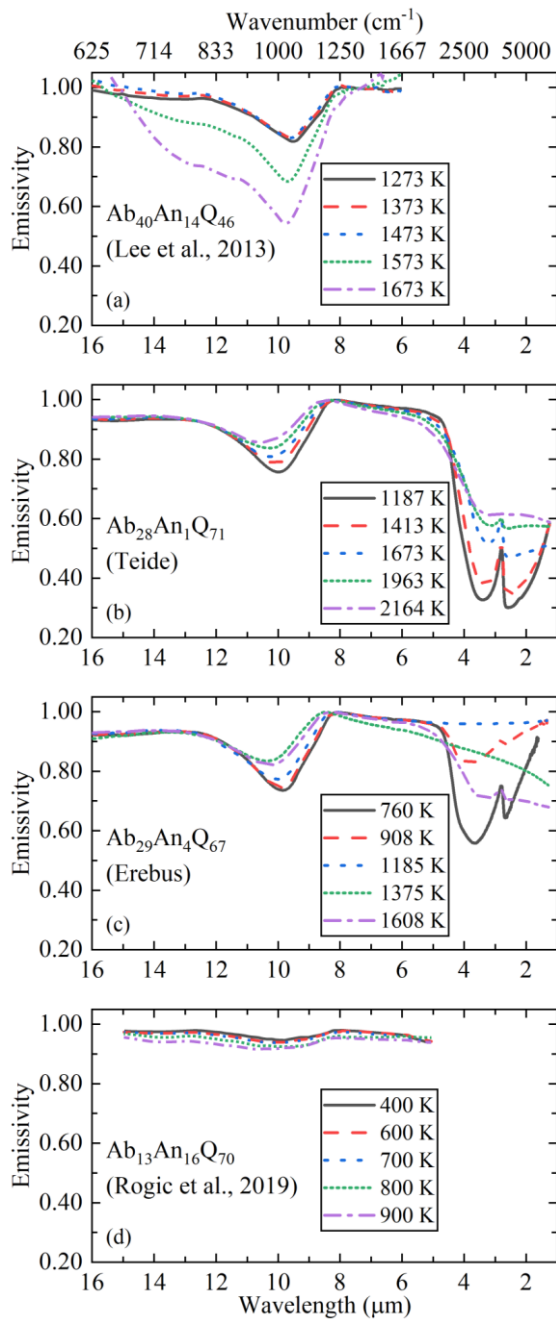 Wavenumber (cm⁻¹)
625 714 833 1000 1250 1667 2500 5000
1.00
0.80
0.60
0.40
0.20
Emissivity
Ab₄₀An₁₄Q₄₆
(Lee et al., 2013)
(a)
1273 K
1373 K
1473 K
1573 K
1673 K
16 14 12 10 8 6 4 2
1.00
0.80
0.60
0.40
0.20
Emissivity
Ab₂₈An₁Q₇₁
(Teide)
(b)
1187 K
1413 K
1673 K
1963 K
2164 K
16 14 12 10 8 6 4 2
1.00
0.80
0.60
0.40
0.20
Emissivity
Ab₂₉An₄Q₆₇
(Erebus)
(c)
760 K
908 K
1185 K
1375 K
1608 K
16 14 12 10 8 6 4 2
1.00
0.80
0.60
0.40
0.20
Emissivity
Ab₁₃An₁₆Q₇₀
(Rogic et al., 2019)
(d)
400 K
600 K
700 K
800 K
900 K
16 14 12 10 8 6 4 2
Wavelength (μm)